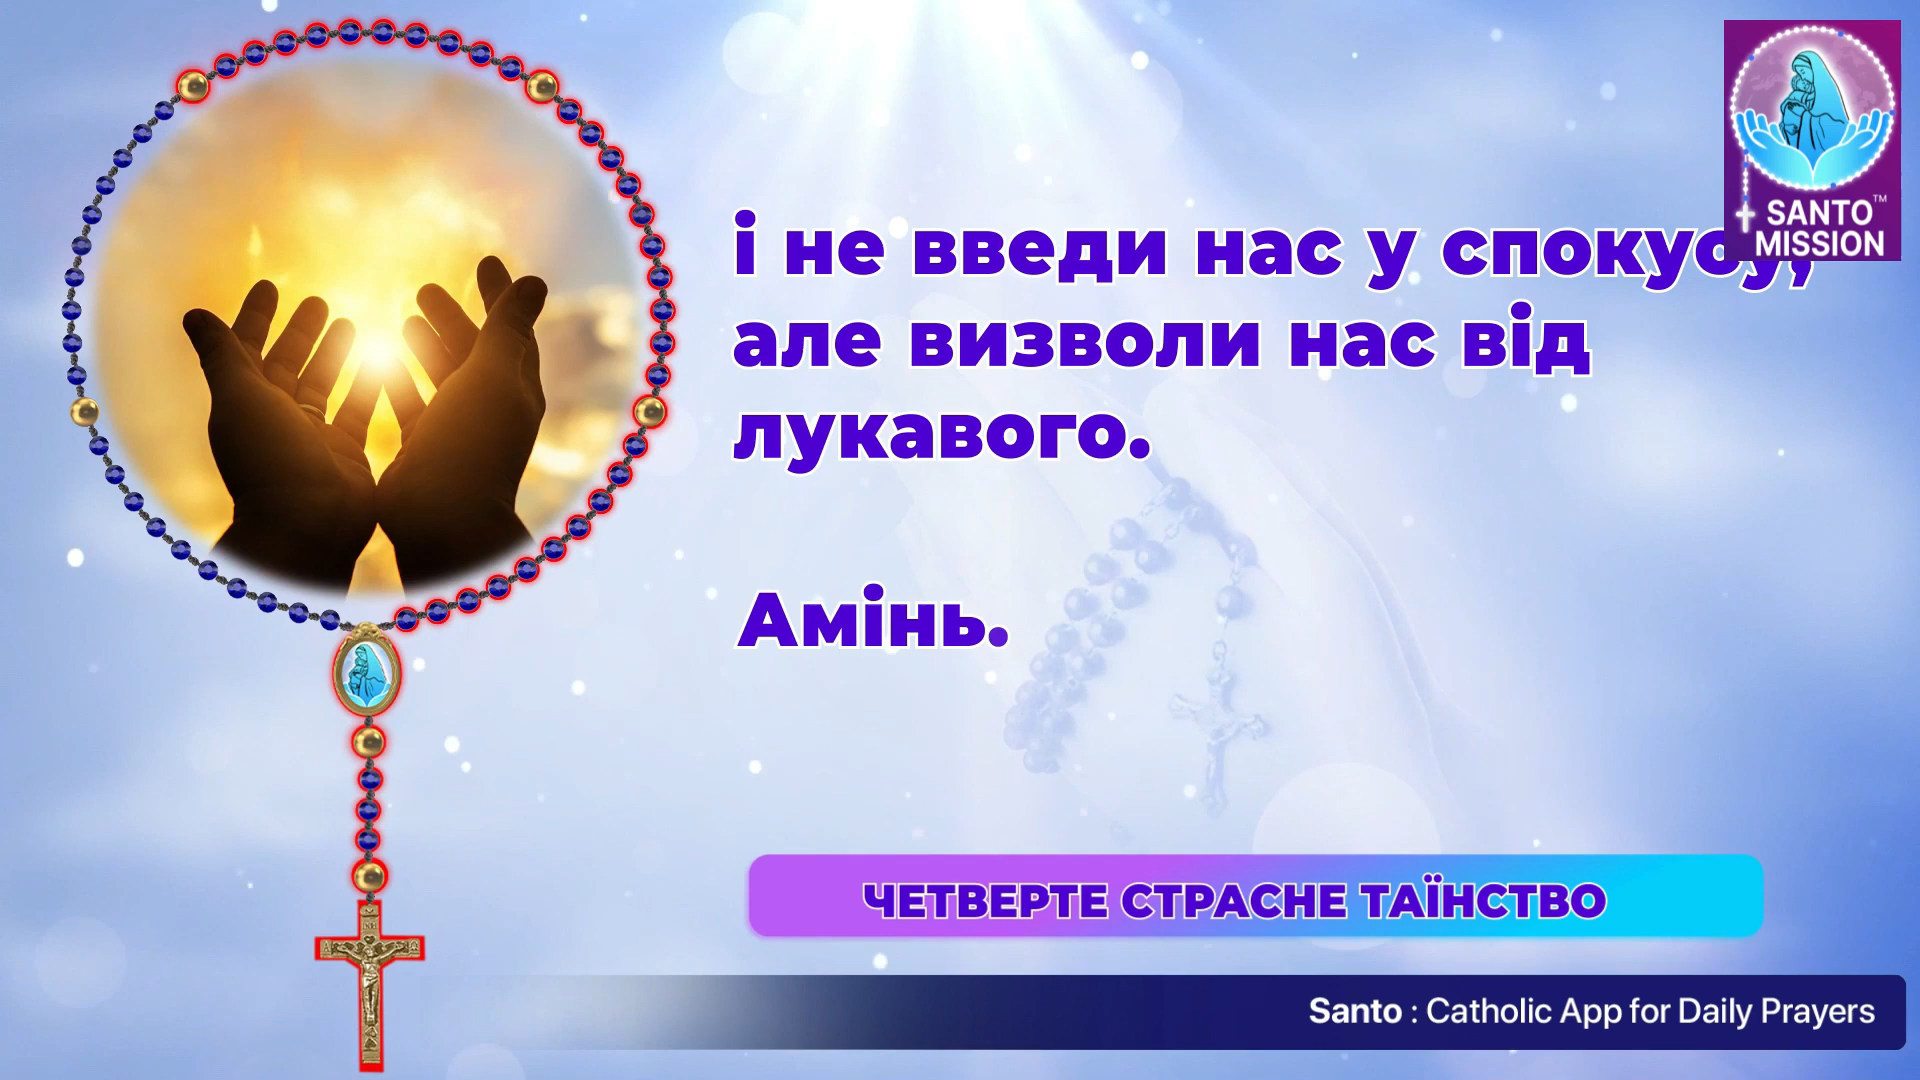 SANTO™
MISSION
і не введи нас у спокусу,
але визволи нас від
лукавого.
Амінь.
ЧЕТВЕРТЕ СТРАСНЕ ТАЇНСТВО
Santo : Catholic App for Daily Prayers